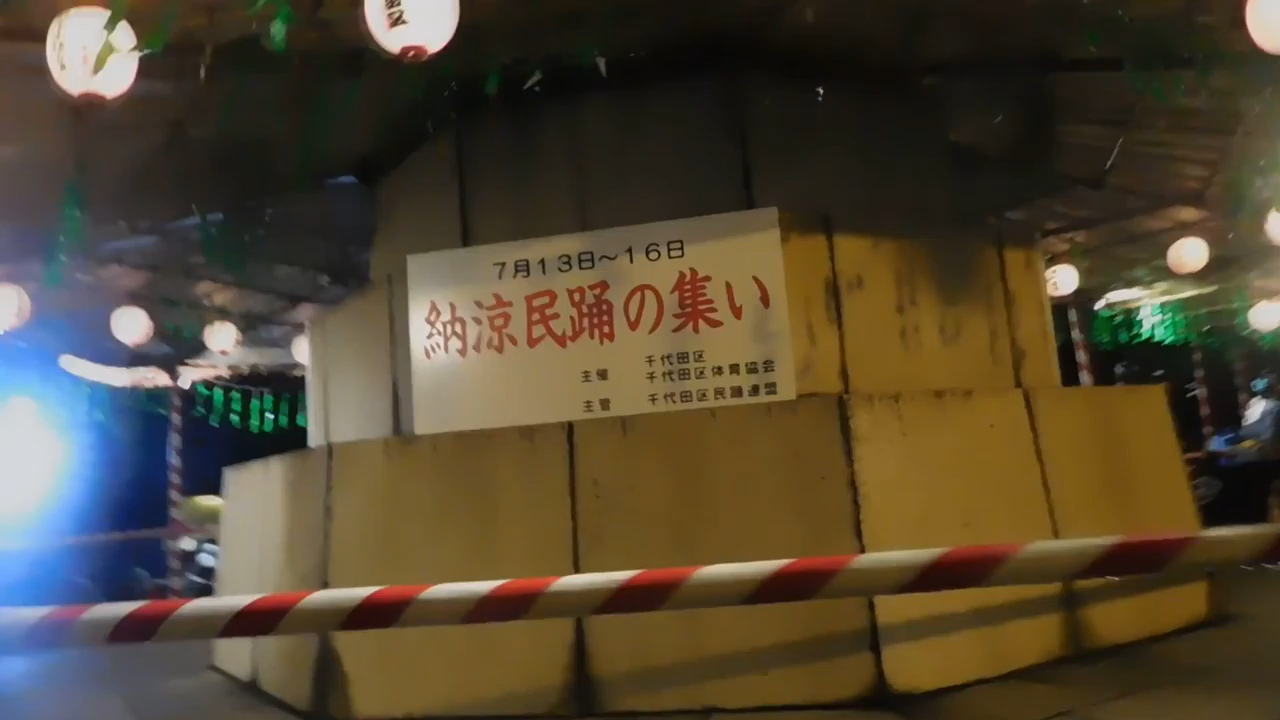 7月13日～16日
納涼民踊の集い
千代田区
主催 千代田区体育協会
主管 千代田区民踊連盟